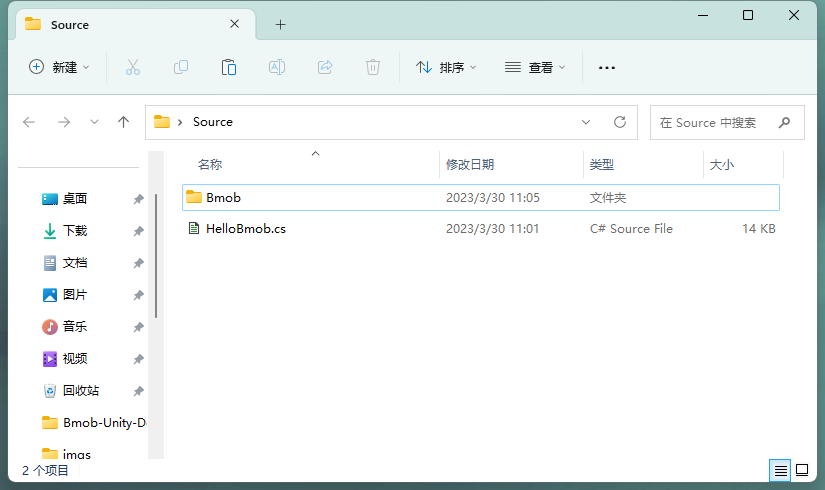 Source
新建
排序
查看
Source
在 Source 中搜索
名称
修改日期
类型
大小
Bmob
2023/3/30 11:05
文件夹
HelloBmob.cs
2023/3/30 11:01
C# Source File
14 KB
桌面
下载
文档
图片
音乐
视频
回收站
Bmob-Unity-D
imgs
2 个项目